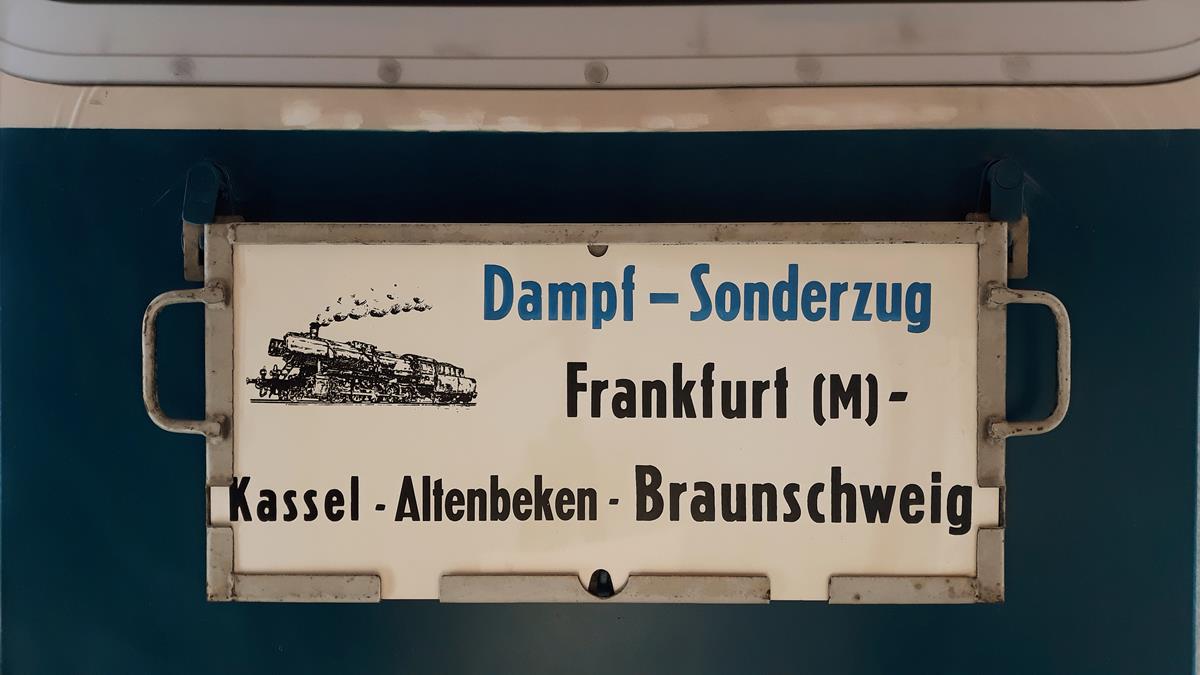 Dampf – Sonderzug
Frankfurt (M) -
Kassel - Altenbeken - Braunschweig